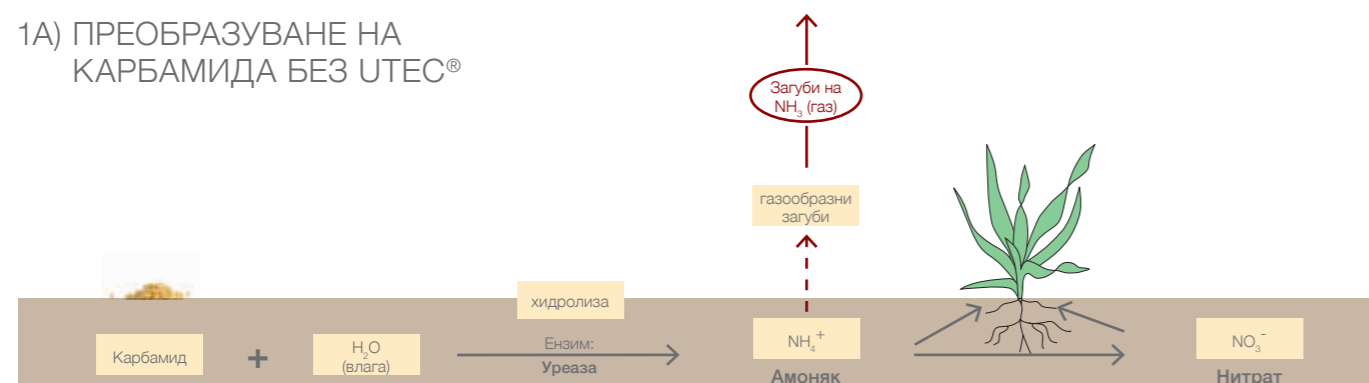 1А) ПРЕОБРАЗУВАНЕ НА
КАРБАМИДА БЕЗ UTEC®
Загуби на
NH₃ (газ)
газообразни
загуби
хидролиза
Карбамид
+
H₂O
(влага)
Ензим:
Уреаза
NH₄⁺
Амоняк
NO₃⁻
Нитрат